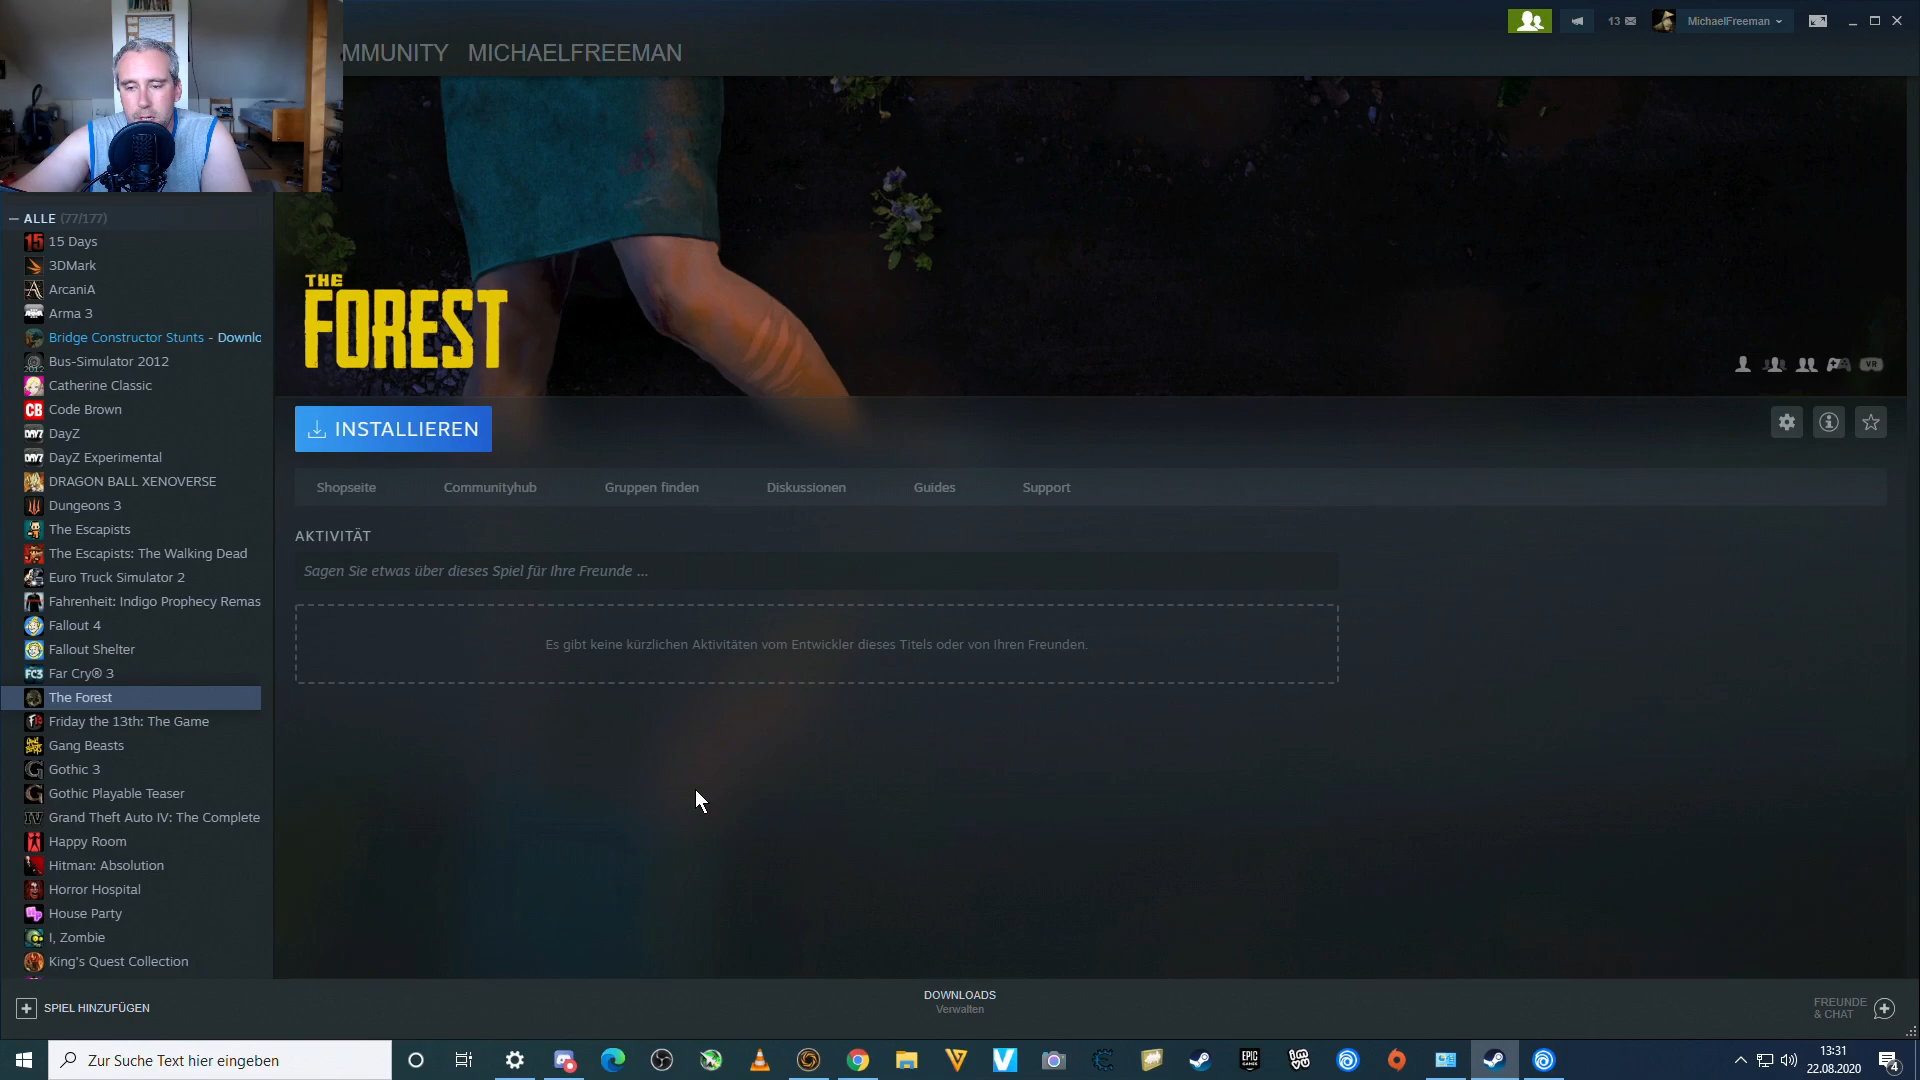 MMUNITY MICHAELFREEMAN
13
MichaelFreeman
THE
FOREST
VR
INSTALLIEREN
Shopseite Communityhub Gruppen finden Diskussionen Guides Support
AKTIVITÄT
Sagen Sie etwas über dieses Spiel für Ihre Freunde ...
Es gibt keine kürzlichen Aktivitäten vom Entwickler dieses Titels oder von Ihren Freunden.
ALLE (77/177)
15 Days
3DMark
ArcaniA
Arma 3
Bridge Constructor Stunts - Downlo
Bus-Simulator 2012
Catherine Classic
Code Brown
DayZ
DayZ Experimental
DRAGON BALL XENOVERSE
Dungeons 3
The Escapists
The Escapists: The Walking Dead
Euro Truck Simulator 2
Fahrenheit: Indigo Prophecy Remas
Fallout 4
Fallout Shelter
Far Cry® 3
The Forest
Friday the 13th: The Game
Gang Beasts
Gothic 3
Gothic Playable Teaser
Grand Theft Auto IV: The Complete
Happy Room
Hitman: Absolution
Horror Hospital
House Party
I, Zombie
King's Quest Collection
SPIEL HINZUFÜGEN
DOWNLOADS
Verwalten
FREUNDE
& CHAT
Zur Suche Text hier eingeben
13:31
22.08.2020
4